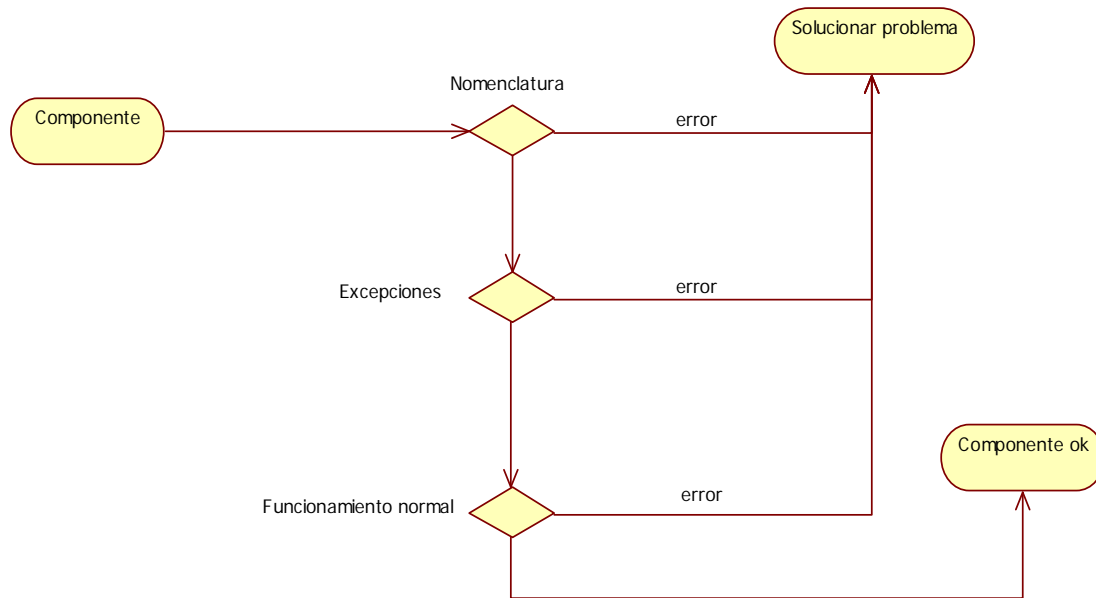 Solucionar problema
Nomenclatura
Componente
error
Excepciones
error
Componente ok
Funcionamiento normal
error